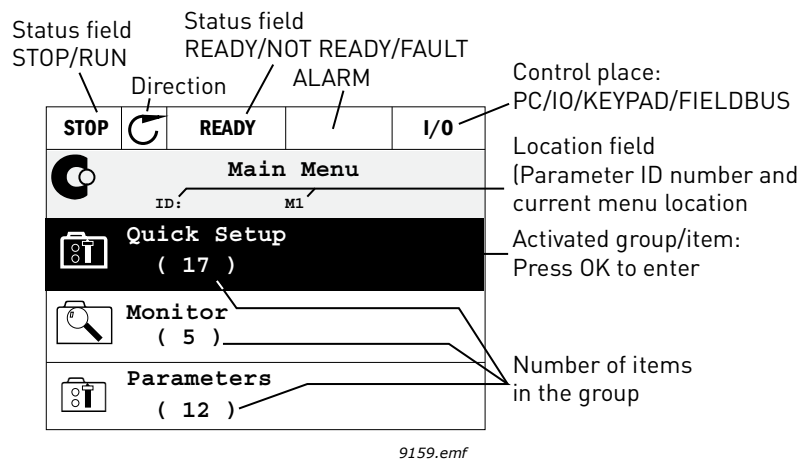 Status field
STOP/RUN
Direction
Status field
READY/NOT READY/FAULT
ALARM
Control place:
PC/IO/KEYPAD/FIELDBUS
STOP
READY
I/O
Main Menu
ID:
M1
Location field
(Parameter ID number and
current menu location
Quick Setup
( 17 )
Activated group/item:
Press OK to enter
Monitor
( 5 )
Parameters
( 12 )
Number of items
in the group
9159.emf